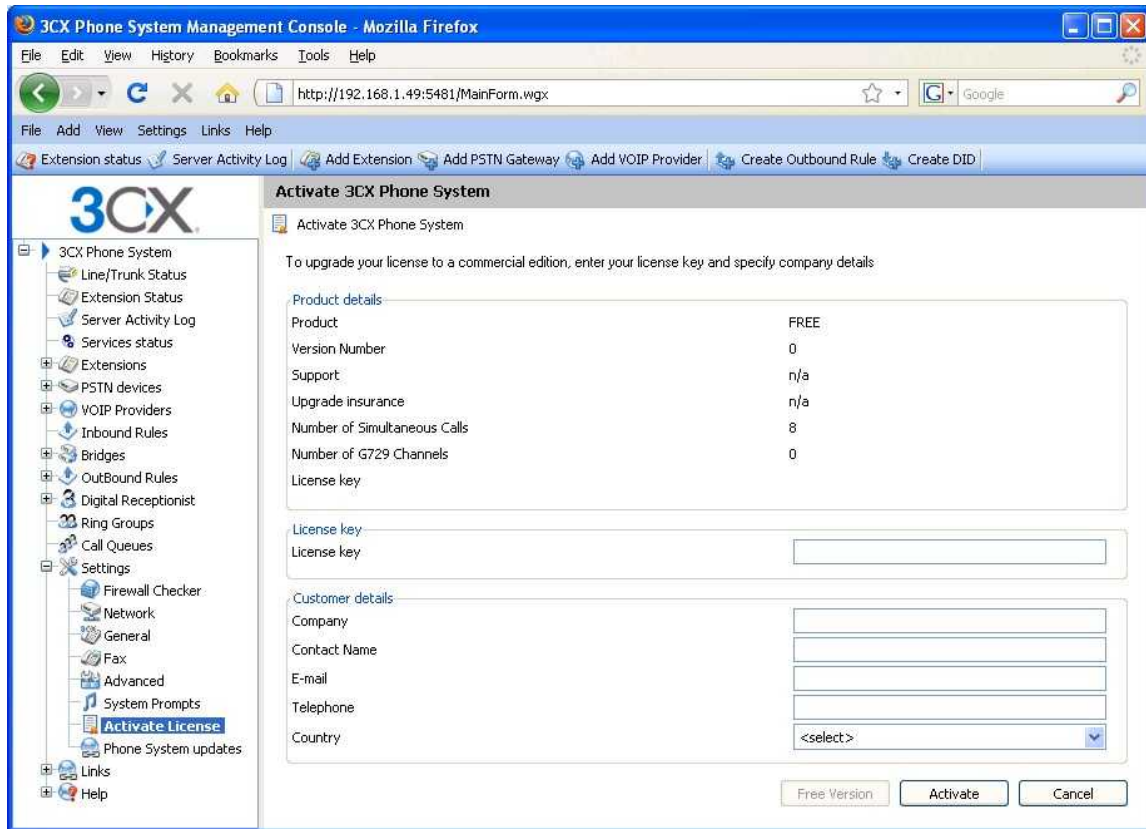 3CX Phone System Management Console - Mozilla Firefox
File Edit View History Bookmarks Tools Help
http://192.168.1.49:5481/MainForm.wgx
G Google
File Add View Settings Links Help
Extension status Server Activity Log Add Extension Add PSTN Gateway Add VOIP Provider Create Outbound Rule Create DID
3CX
3CX Phone System
Line/Trunk Status
Extension Status
Server Activity Log
Services status
Extensions
PSTN devices
VOIP Providers
Inbound Rules
Bridges
OutBound Rules
Digital Receptionist
Ring Groups
Call Queues
Settings
Firewall Checker
Network
General
Fax
Advanced
System Prompts
Activate License
Phone System updates
Links
Help
Activate 3CX Phone System
Activate 3CX Phone System
To upgrade your license to a commercial edition, enter your license key and specify company details
Product details
Product FREE
Version Number 0
Support n/a
Upgrade insurance n/a
Number of Simultaneous Calls 8
Number of G729 Channels 0
License key
License key
License key
Customer details
Company
Contact Name
E-mail
Telephone
Country <select>
Free Version Activate Cancel